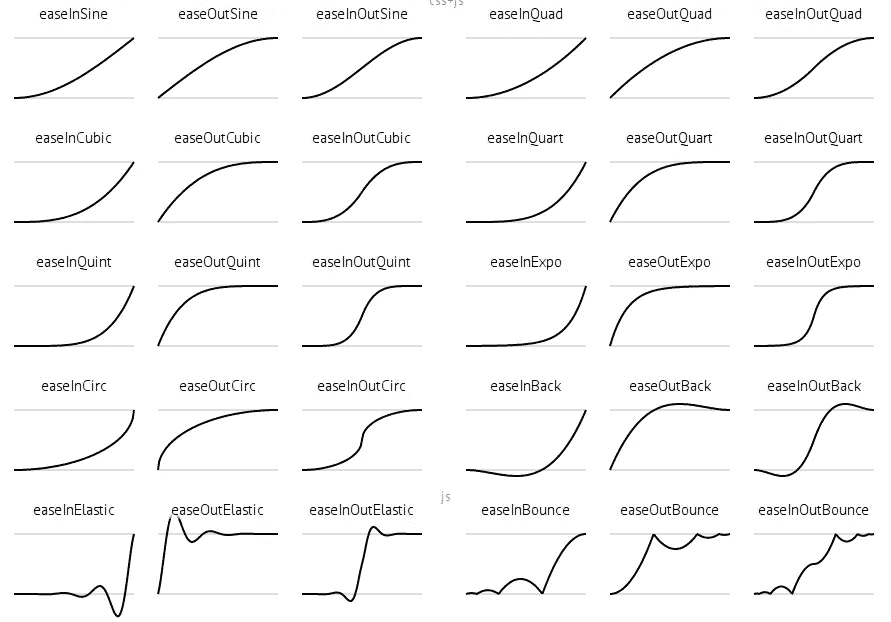 css+js
easeInSine easeOutSine easeInOutSine easeInQuad easeOutQuad easeInOutQuad
easeInCubic easeOutCubic easeInOutCubic easeInQuart easeOutQuart easeInOutQuart
easeInQuint easeOutQuint easeInOutQuint easeInExpo easeOutExpo easeInOutExpo
easeInCirc easeOutCirc easeInOutCirc easeInBack easeOutBack easeInOutBack
js
easeInElastic easeOutElastic easeInOutElastic easeInBounce easeOutBounce easeInOutBounce